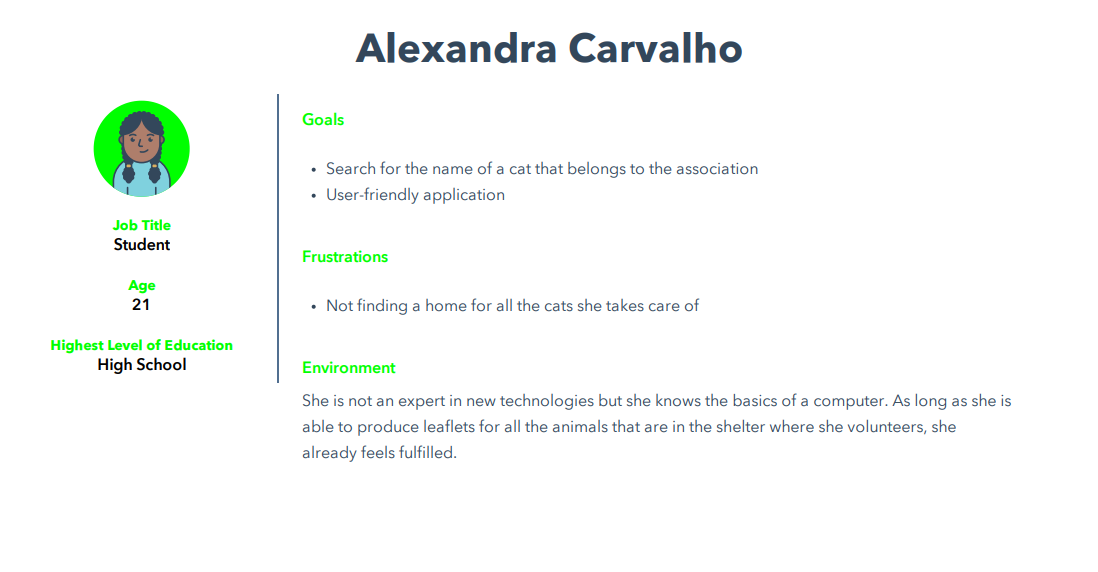 Alexandra Carvalho
Job Title
Student
Age
21
Highest Level of Education
High School
Goals
• Search for the name of a cat that belongs to the association
• User-friendly application
Frustrations
• Not finding a home for all the cats she takes care of
Environment
She is not an expert in new technologies but she knows the basics of a computer. As long as she is
able to produce leaflets for all the animals that are in the shelter where she volunteers, she
already feels fulfilled.